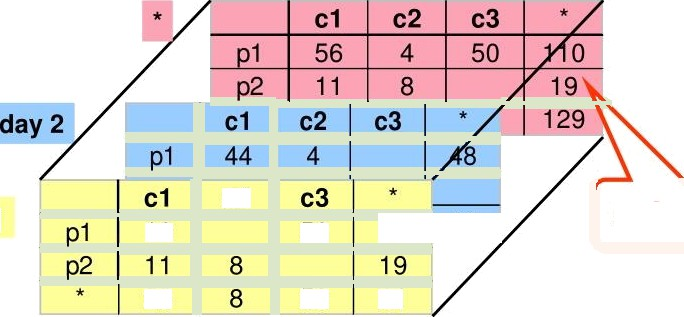 *
c1 c2 c3 *
p1 56 4 50 110
p2 11 8 19
129
day 2
c1 c2 c3 *
p1 44 4 48
c1 c3 *
p1
p2 11 8 19
* 8